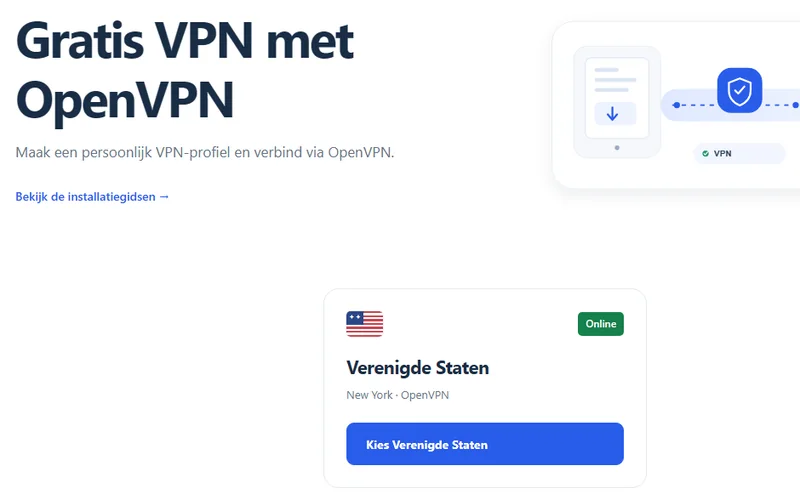 Gratis VPN met
OpenVPN
Maak een persoonlijk VPN-profiel en verbind via OpenVPN.
Bekijk de installatiegidsen →
VPN
Online
Verenigde Staten
New York · OpenVPN
Kies Verenigde Staten